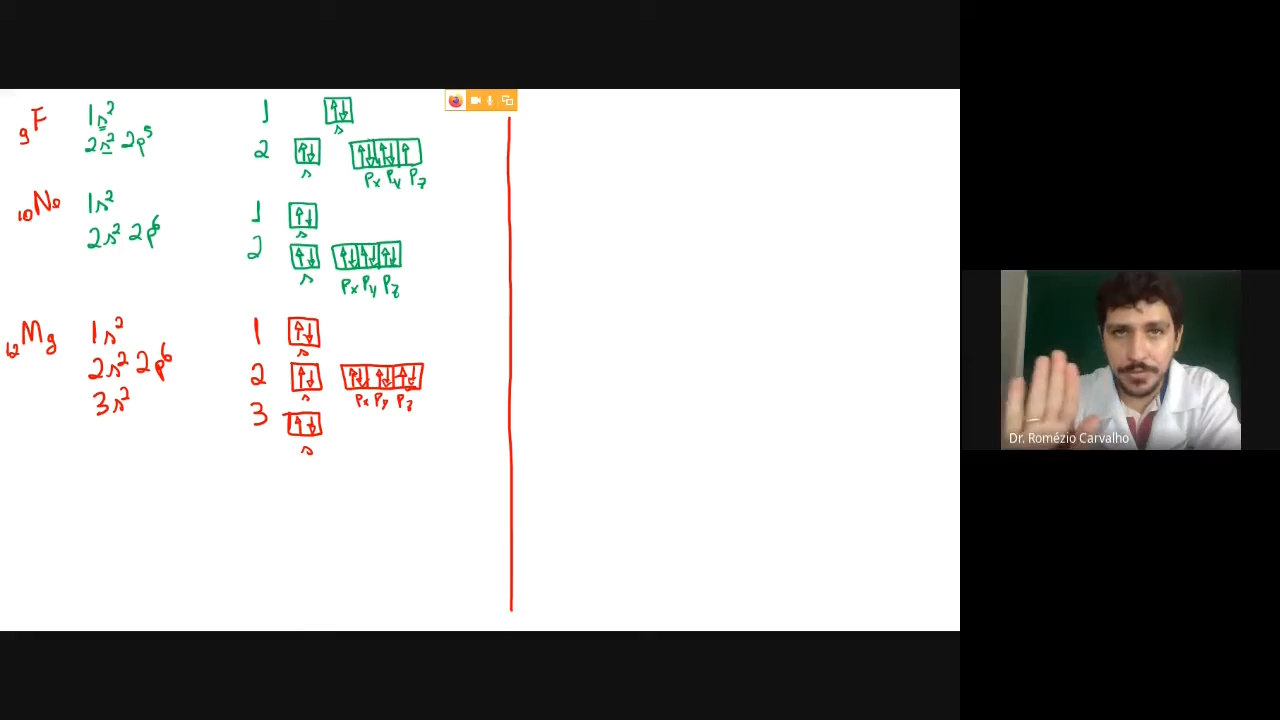 ₉F 1s² 1 ↑↓
s
2s² 2p⁵ 2 ↑↓ ↑↓ ↑↓ ↑
s px py pz
₁₀Ne 1s² 1 ↑↓
s
2s² 2p⁶ 2 ↑↓ ↑↓ ↑↓ ↑↓
s px py pz
₁₂Mg 1s² 1 ↑↓
s
2s² 2p⁶ 2 ↑↓ ↑↓ ↑↓ ↑↓
s px py pz
3s² 3 ↑↓
s
Dr. Romézio Carvalho